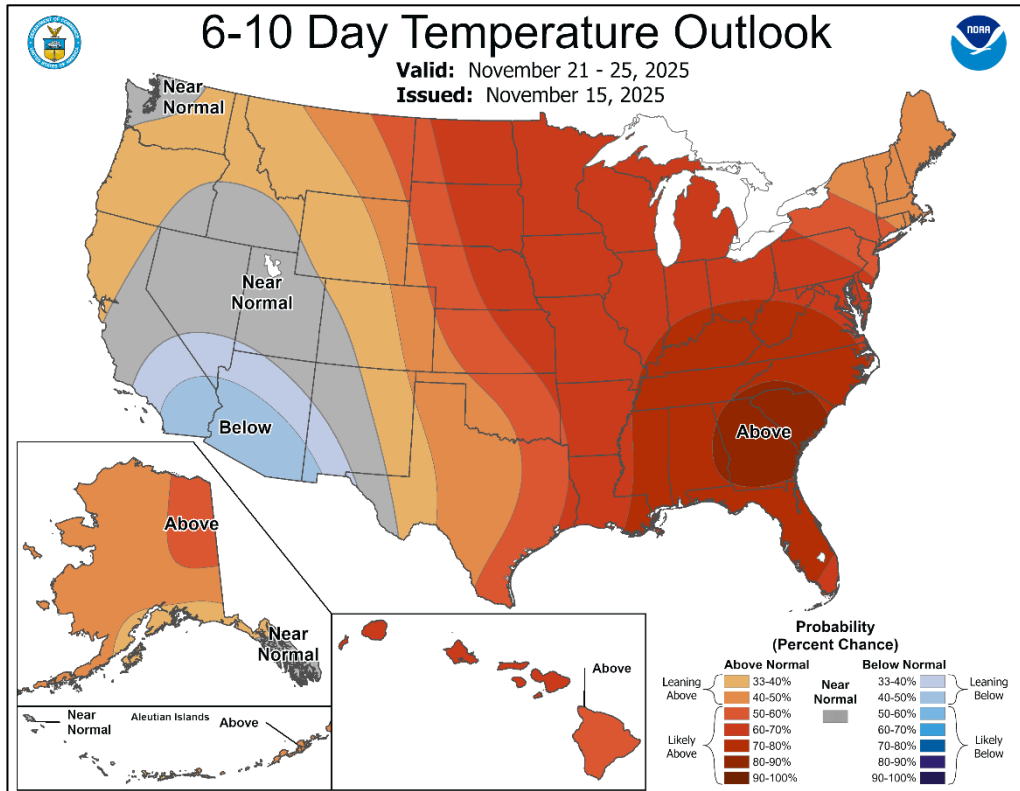 6-10 Day Temperature Outlook
Valid: November 21 - 25, 2025
Issued: November 15, 2025
NOAA
Near
Normal
Near
Normal
Below
Above
Above
Near
Normal
Near
Normal
Aleutian Islands
Above
Above
Probability
(Percent Chance)
Above Normal
Near
Normal
Below Normal
Leaning
Above
33-40%
40-50%
Likely
Above
50-60%
60-70%
70-80%
80-90%
90-100%
33-40%
40-50%
Leaning
Below
50-60%
60-70%
70-80%
80-90%
90-100%
Likely
Below